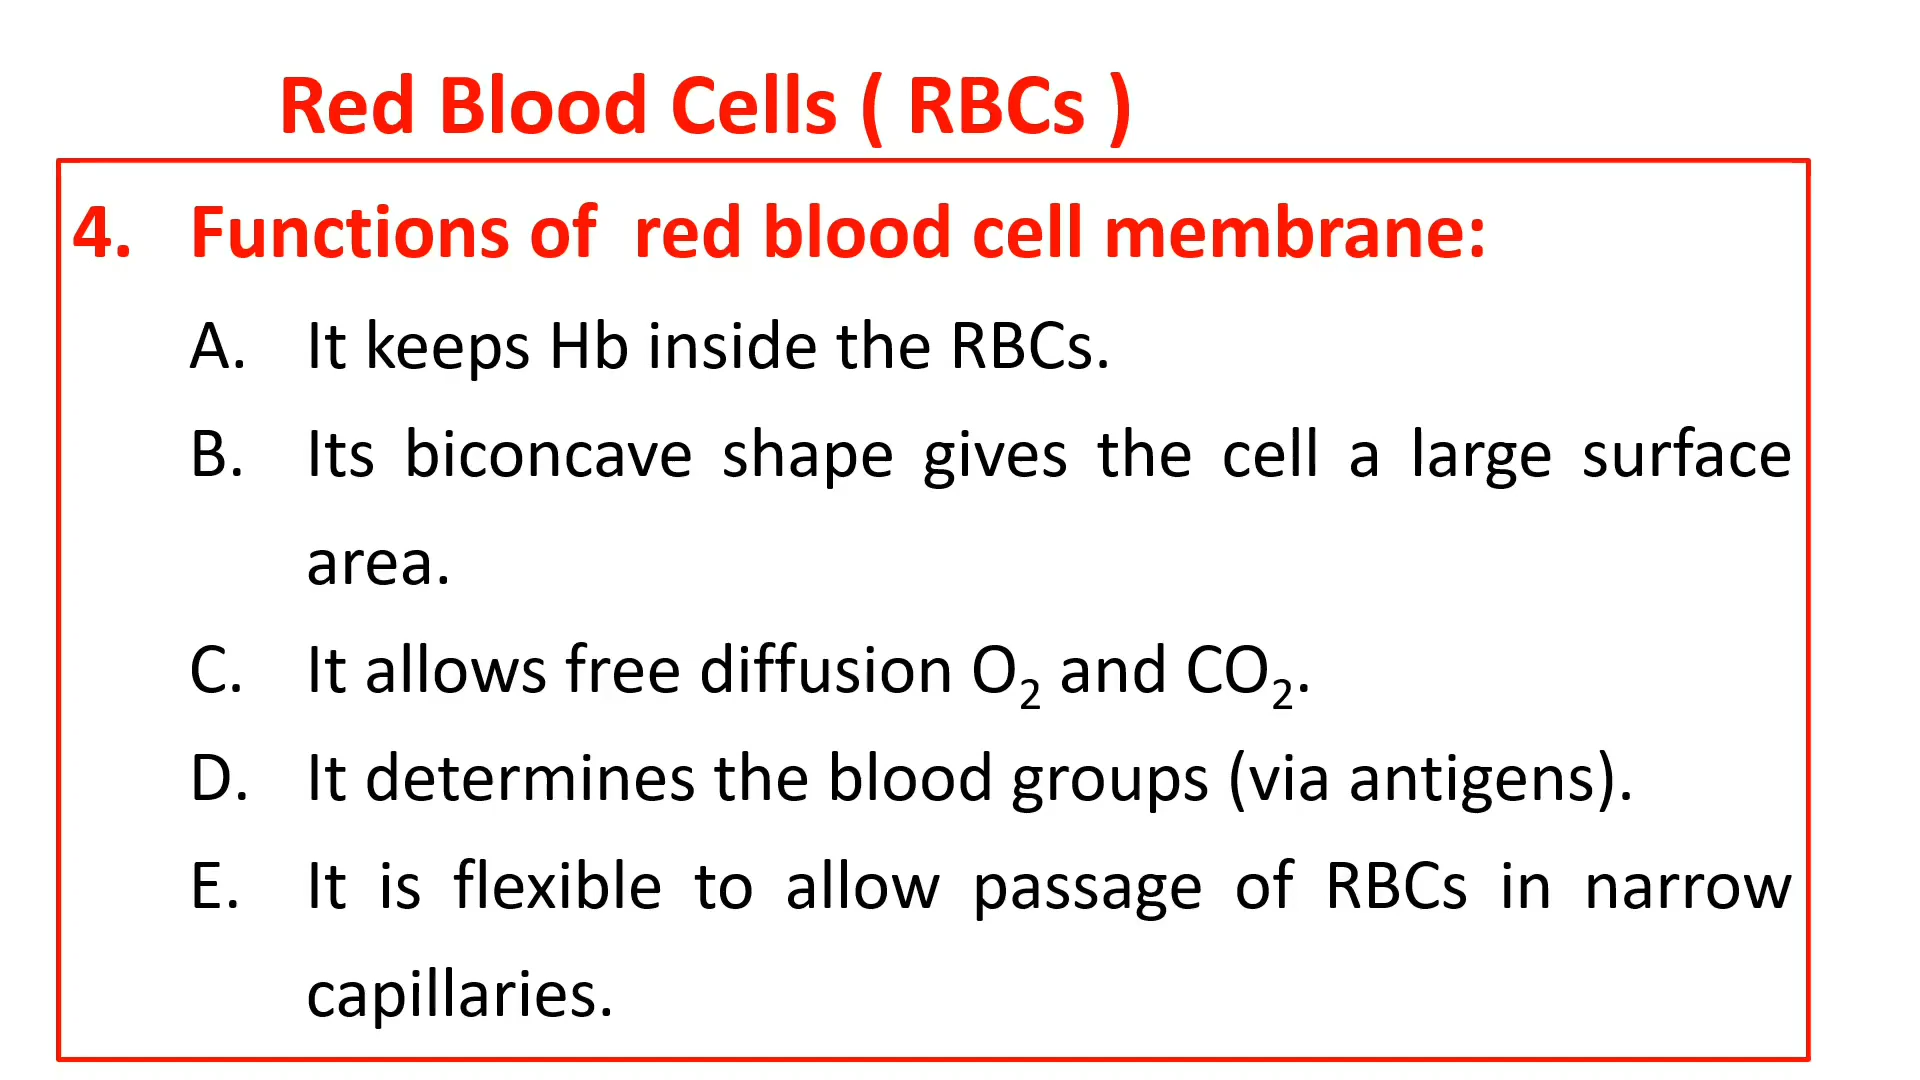 Red Blood Cells ( RBCs )
4. Functions of red blood cell membrane:
A. It keeps Hb inside the RBCs.
B. Its biconcave shape gives the cell a large surface
area.
C. It allows free diffusion O₂ and CO₂.
D. It determines the blood groups (via antigens).
E. It is flexible to allow passage of RBCs in narrow
capillaries.